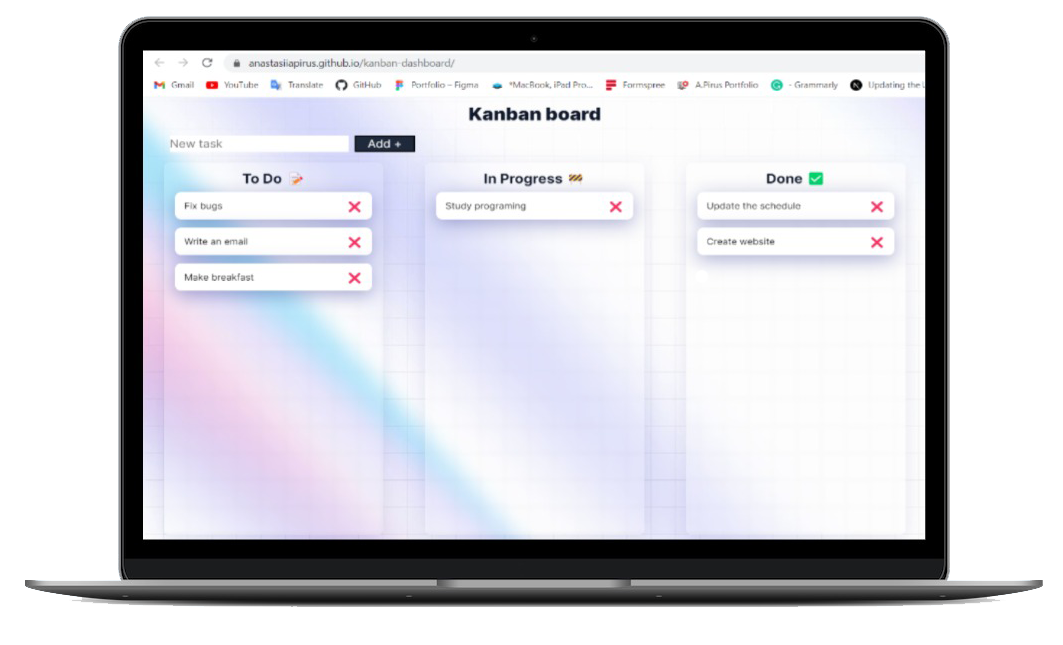 anastasiiapirus.github.io/kanban-dashboard/
Gmail YouTube Translate GitHub Portfolio – Figma *MacBook, iPad Pro... Formspree A.Pirus Portfolio - Grammarly Updating the
Kanban board
New task Add +
To Do In Progress Done
Fix bugs Study programing Update the schedule
Write an email Create website
Make breakfast